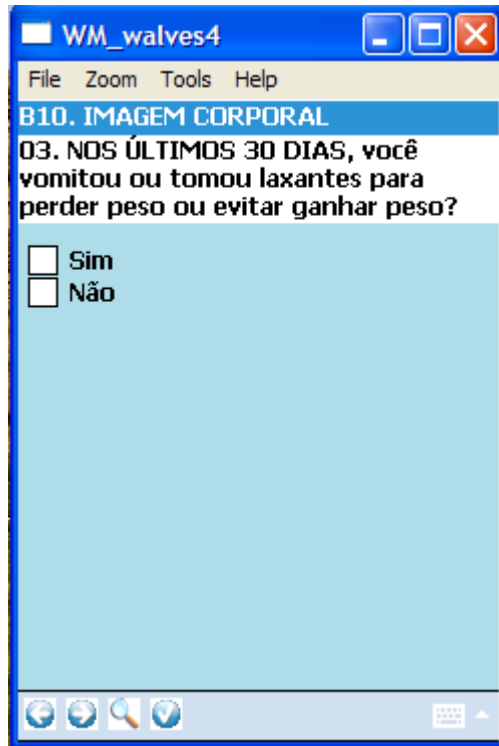 WM_walves4
File Zoom Tools Help
B10. IMAGEM CORPORAL
03. NOS ÚLTIMOS 30 DIAS, você
vomitou ou tomou laxantes para
perder peso ou evitar ganhar peso?
Sim
Não